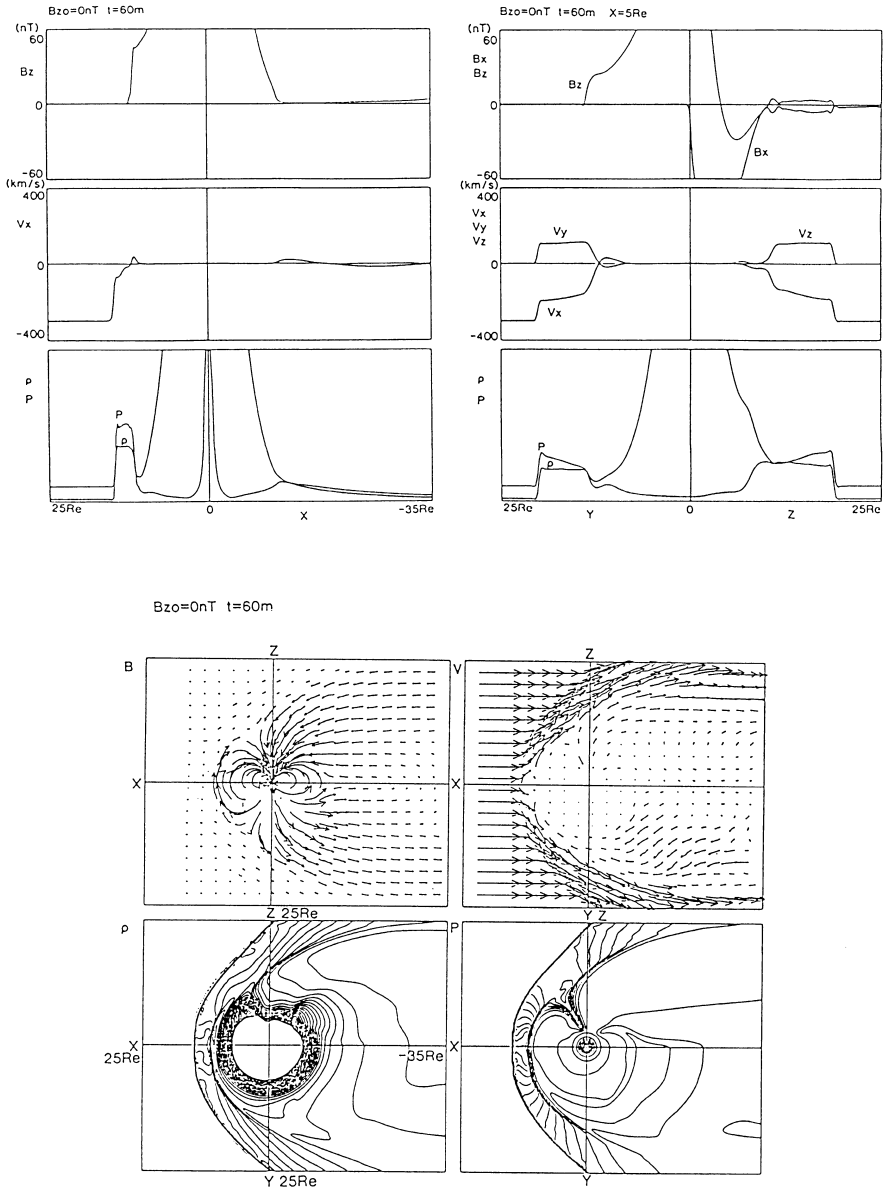 Bzo=0nT t=60m
(nT)
60
Bz
0
-60
(km/s)
400
Vx
0
-400
ρ
P
P
ρ
25Re
0
X
-35Re
Bzo=0nT t=60m X=5Re
(nT)
60
Bx
Bz
Bz
0
Bx
-60
(km/s)
400
Vx
Vy
Vz
Vy
Vz
0
Vx
-400
ρ
P
P
ρ
25Re
Y
0
Z
25Re
Bzo=0nT t=60m
B
Z
X
V
Z
X
Z 25Re
Y Z
ρ
X
25Re
-35Re
Y 25Re
P
X
Y